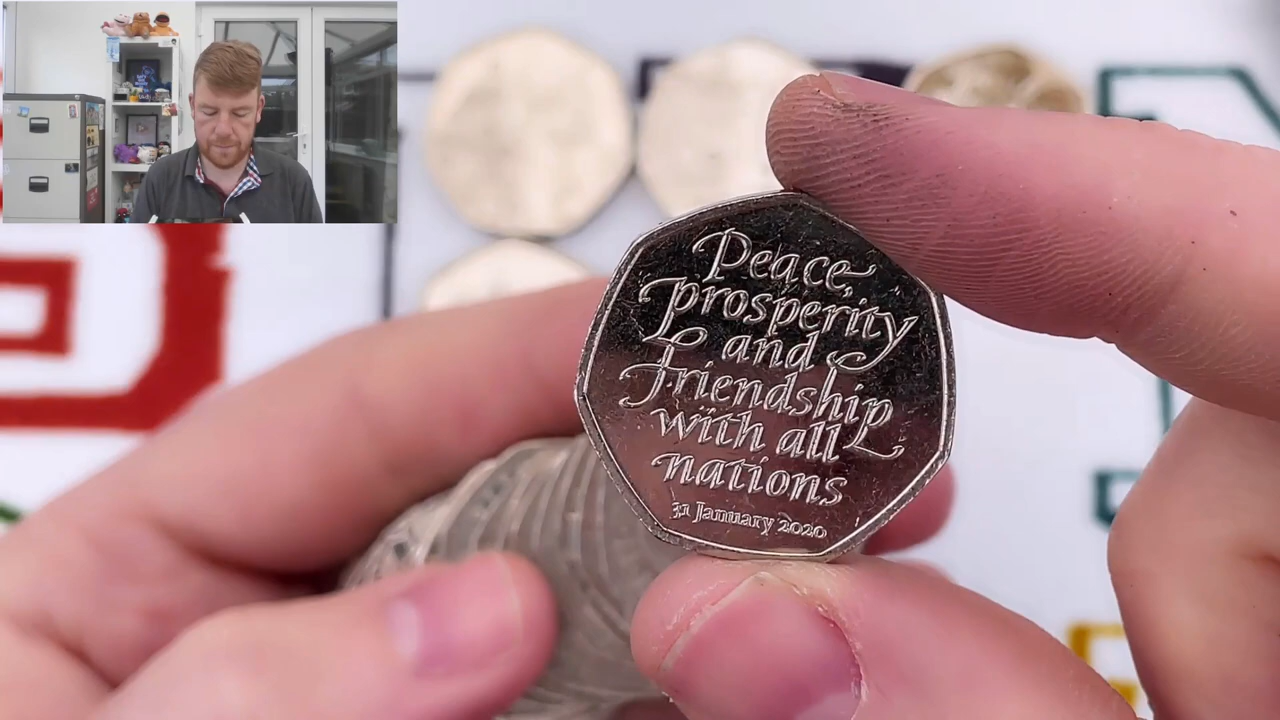 Peace,
prosperity
and
friendship
with all
nations
31 January 2020